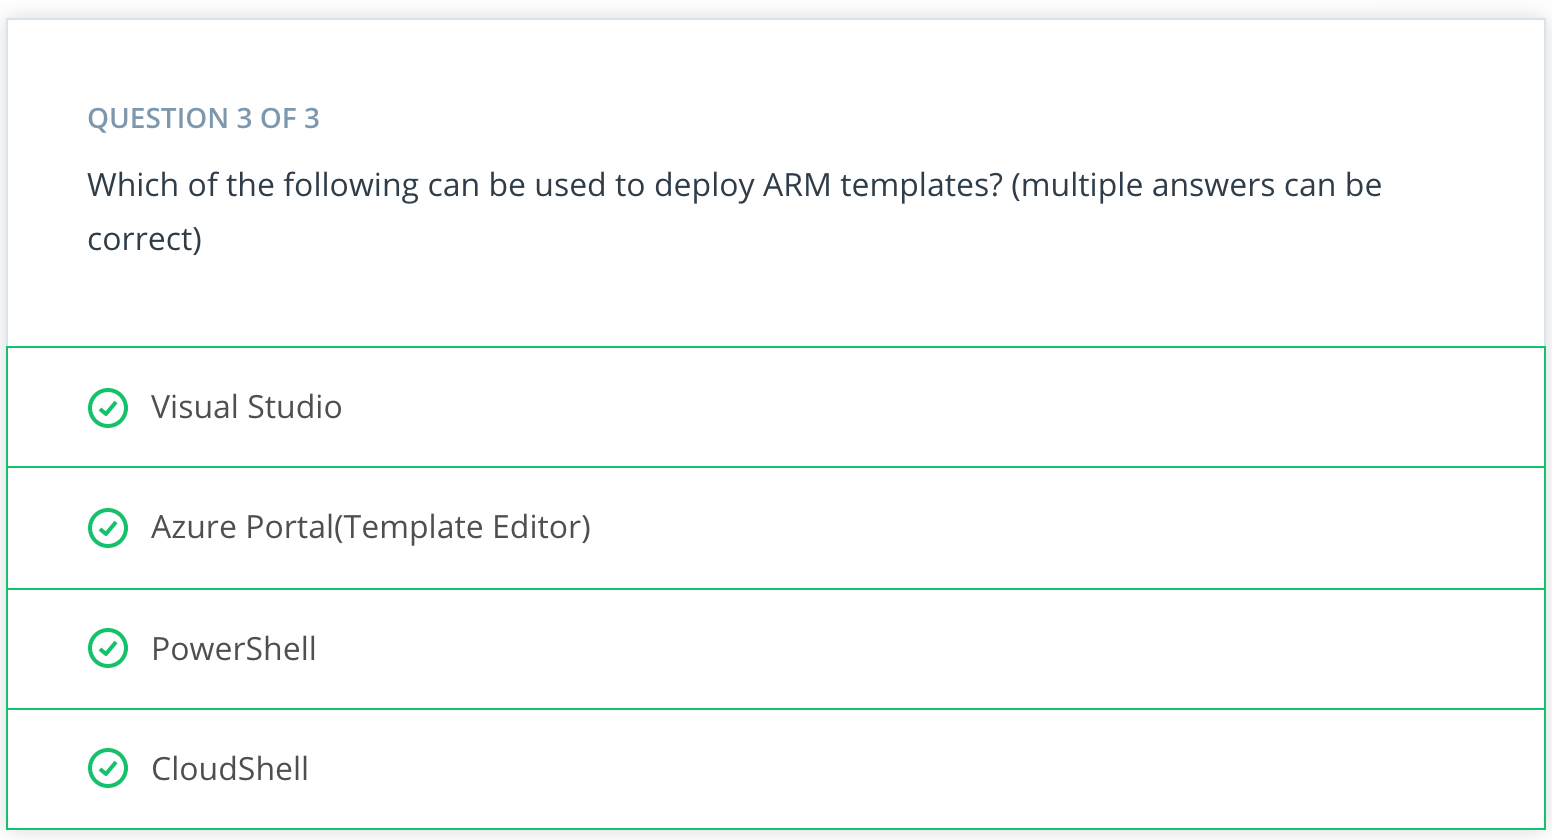 QUESTION 3 OF 3
Which of the following can be used to deploy ARM templates? (multiple answers can be
correct)
Visual Studio
Azure Portal(Template Editor)
PowerShell
CloudShell